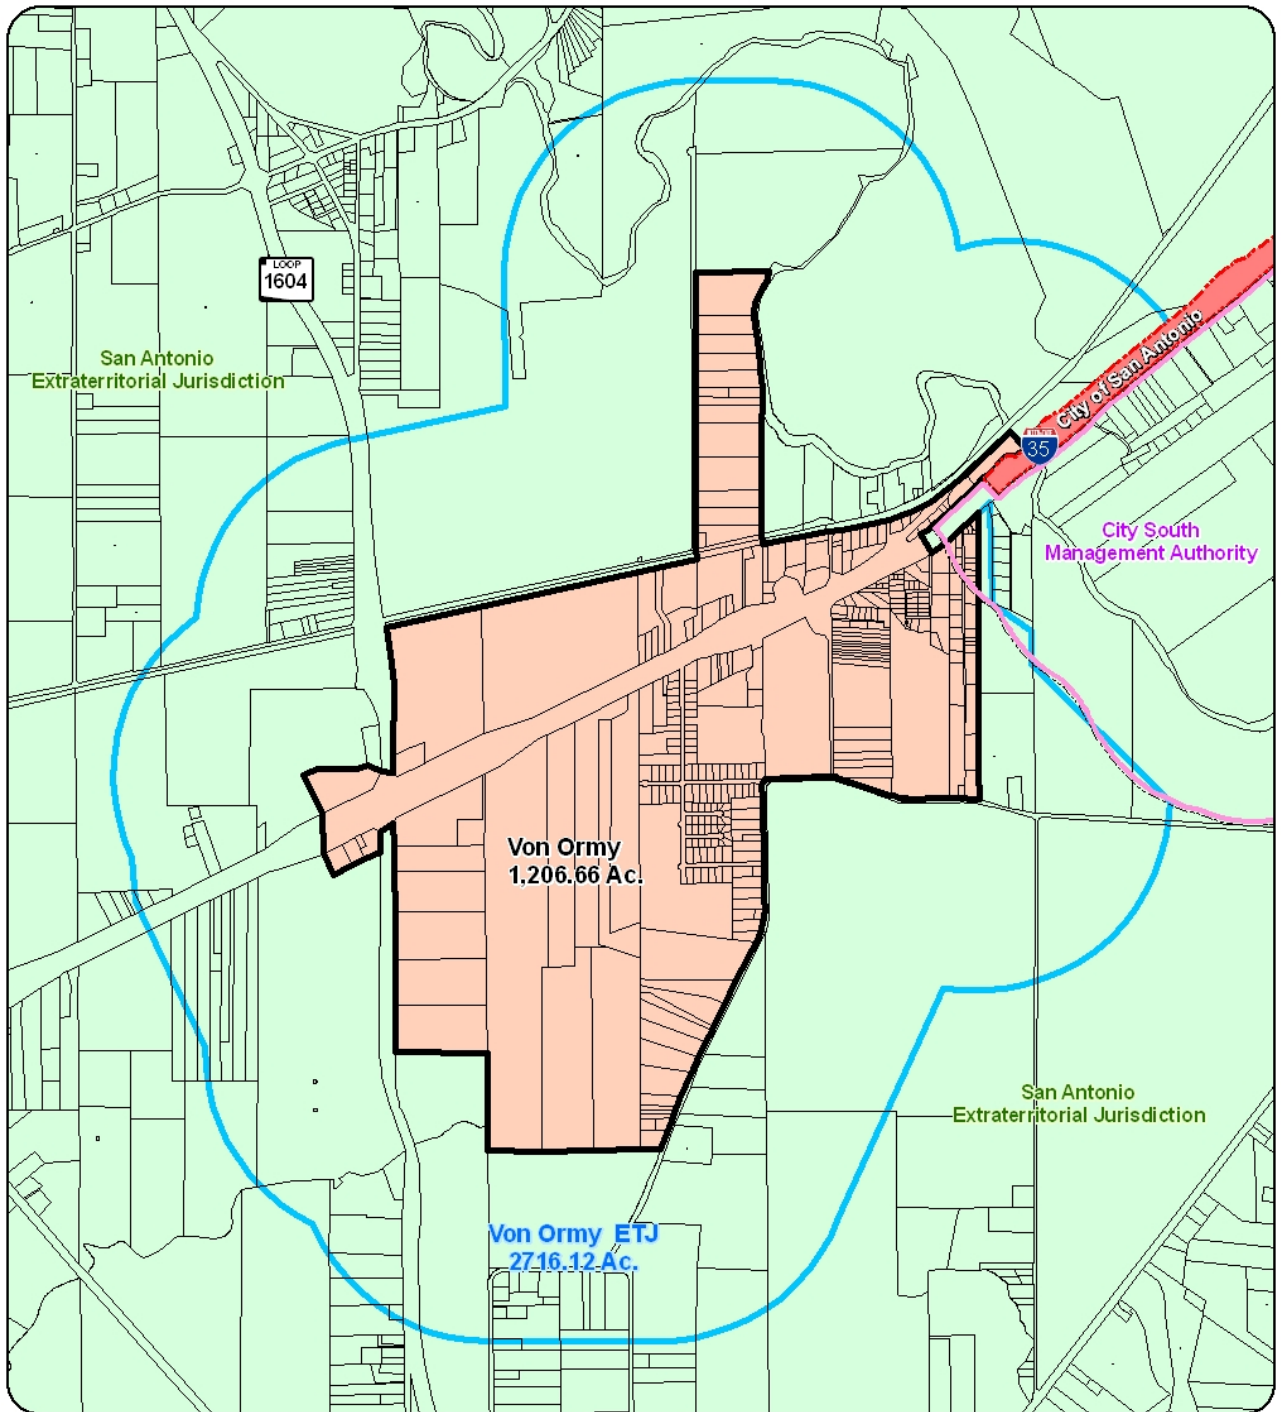 LOOP
1604
San Antonio
Extraterritorial Jurisdiction
City of San Antonio
35
City South
Management Authority
Von Ormy
1,206.66 Ac.
San Antonio
Extraterritorial Jurisdiction
Von Ormy ETJ
2716.12 Ac.